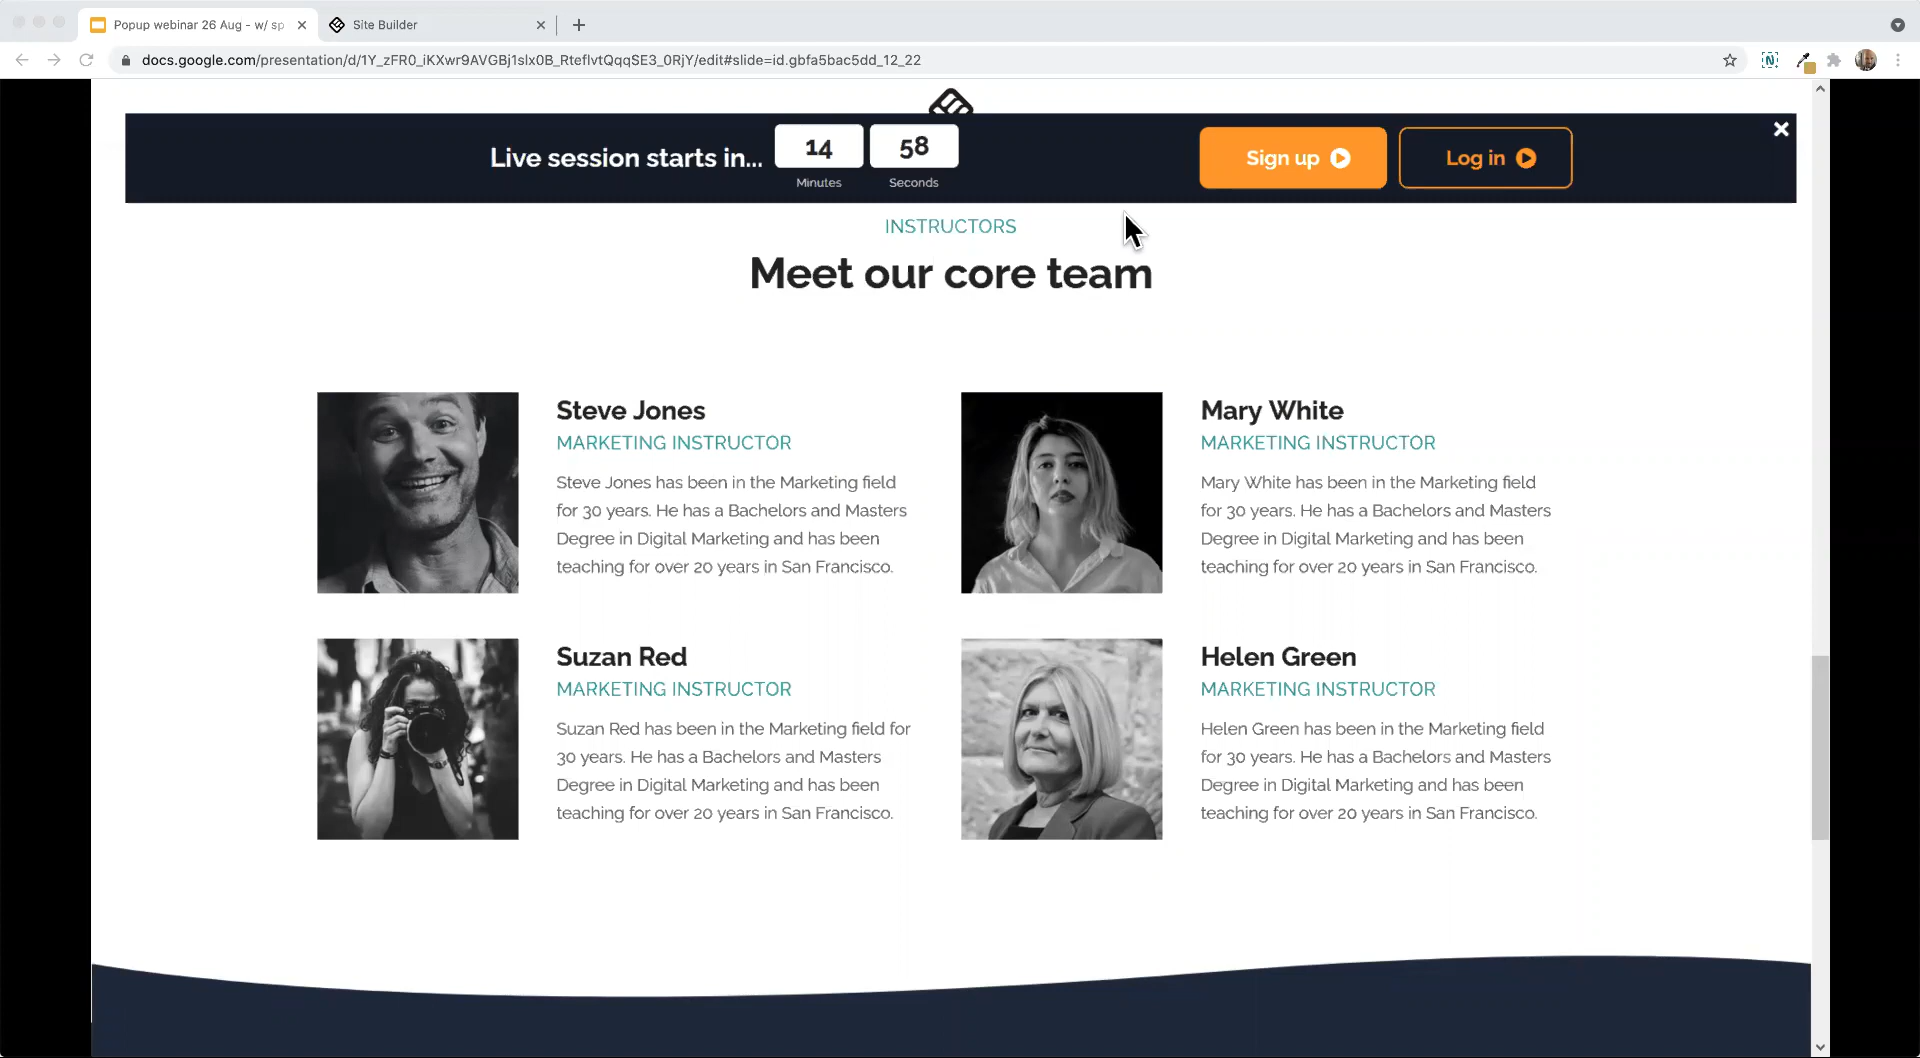 Popup webinar 26 Aug - w/ sp
Site Builder
docs.google.com/presentation/d/1Y_zFR0_iKXwr9AVGBj1slx0B_RteflvtQqqSE3_0RjY/edit#slide=id.gbfa5bac5dd_12_22
Live session starts in...
14
58
Minutes
Seconds
Sign up
Log in
INSTRUCTORS
Meet our core team
Steve Jones
MARKETING INSTRUCTOR
Steve Jones has been in the Marketing field
for 30 years. He has a Bachelors and Masters
Degree in Digital Marketing and has been
teaching for over 20 years in San Francisco.
Mary White
MARKETING INSTRUCTOR
Mary White has been in the Marketing field
for 30 years. He has a Bachelors and Masters
Degree in Digital Marketing and has been
teaching for over 20 years in San Francisco.
Suzan Red
MARKETING INSTRUCTOR
Suzan Red has been in the Marketing field for
30 years. He has a Bachelors and Masters
Degree in Digital Marketing and has been
teaching for over 20 years in San Francisco.
Helen Green
MARKETING INSTRUCTOR
Helen Green has been in the Marketing field
for 30 years. He has a Bachelors and Masters
Degree in Digital Marketing and has been
teaching for over 20 years in San Francisco.